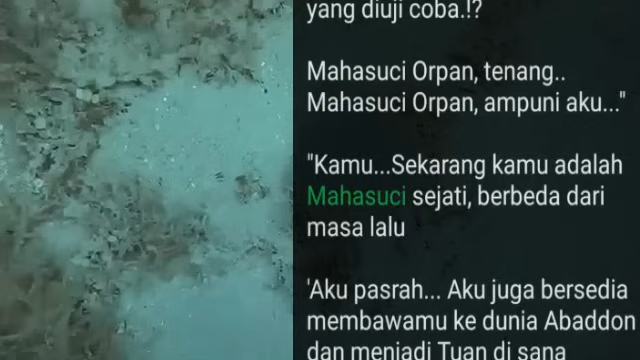 yang diuji coba.!?
Mahasuci Orpan, tenang..
Mahasuci Orpan, ampuni aku..."
"Kamu...Sekarang kamu adalah
Mahasuci sejati, berbeda dari
masa lalu
'Aku pasrah... Aku juga bersedia
membawamu ke dunia Abaddon
dan menjadi Tuan di sana